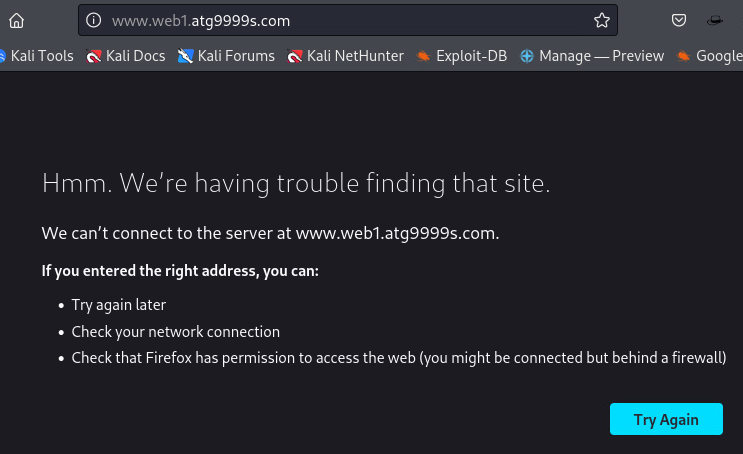 www.web1.atg9999s.com
Kali Tools Kali Docs Kali Forums Kali NetHunter Exploit-DB Manage — Preview Google
Hmm. We're having trouble finding that site.
We can't connect to the server at www.web1.atg9999s.com.
If you entered the right address, you can:
• Try again later
• Check your network connection
• Check that Firefox has permission to access the web (you might be connected but behind a firewall)
Try Again